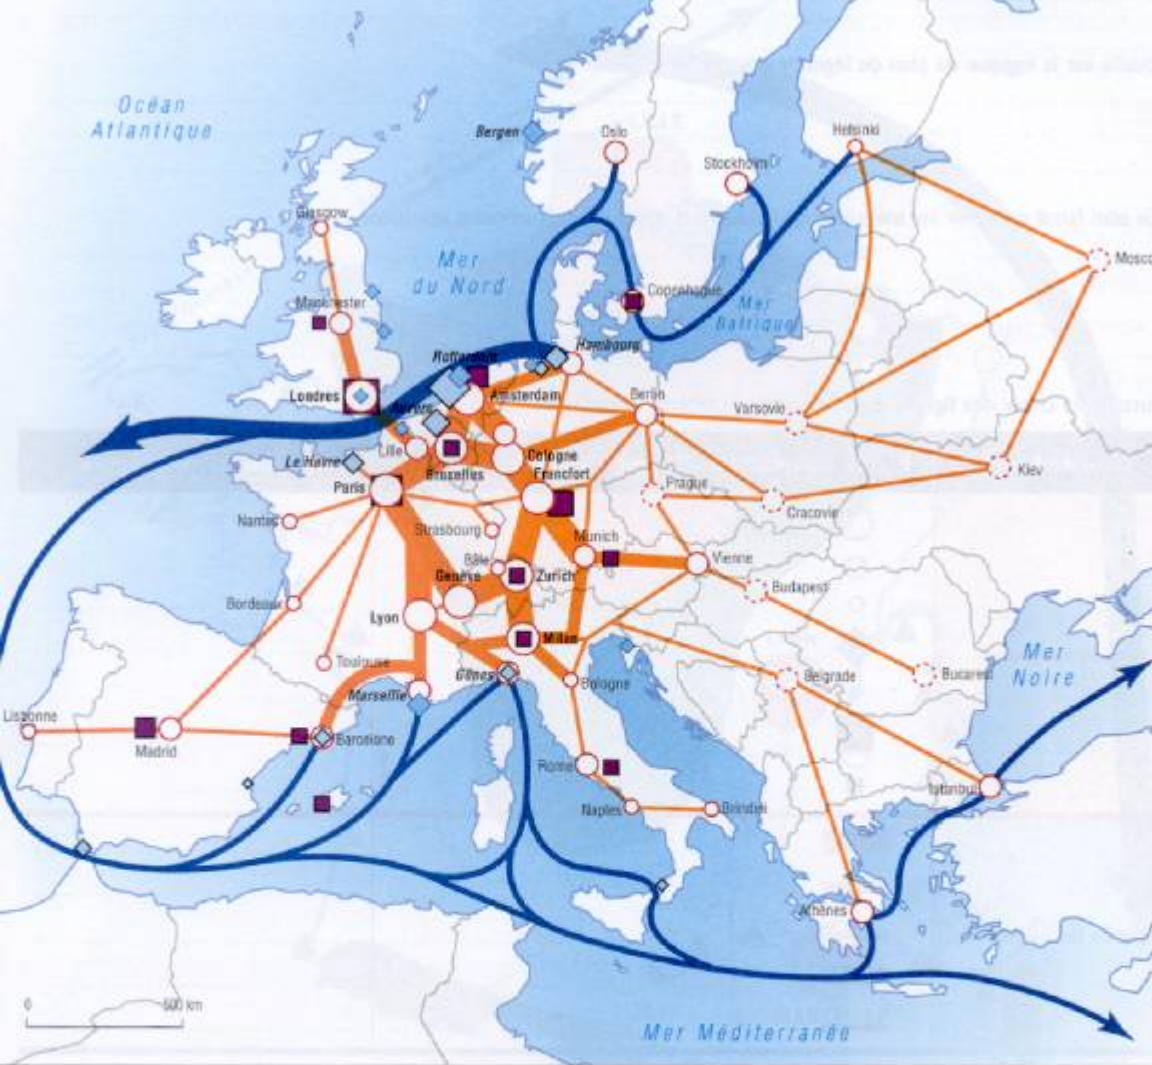 Océan
Atlantique
Bergen
Oslo
Helsinki
Stockholm
Glasgow
Mer
du Nord
Copenhague
Mer
Baltique
Manchester
Rotterdam
Hambourg
Londres
Anvers
Amsterdam
Berlin
Varsovie
Lille
Le Havre
Bruxelles
Cologne
Francfort
Kiev
Paris
Prague
Cracovie
Nantes
Strasbourg
Munich
Bâle
Vienne
Genève
Zurich
Budapest
Bordeaux
Lyon
Milan
Toulouse
Mer
Noire
Gênes
Bologne
Belgrade
Bucarest
Marseille
Lisbonne
Madrid
Barcelone
Rome
Istanbul
Naples
Brindisi
Athènes
0
500 km
Mer Méditerranée